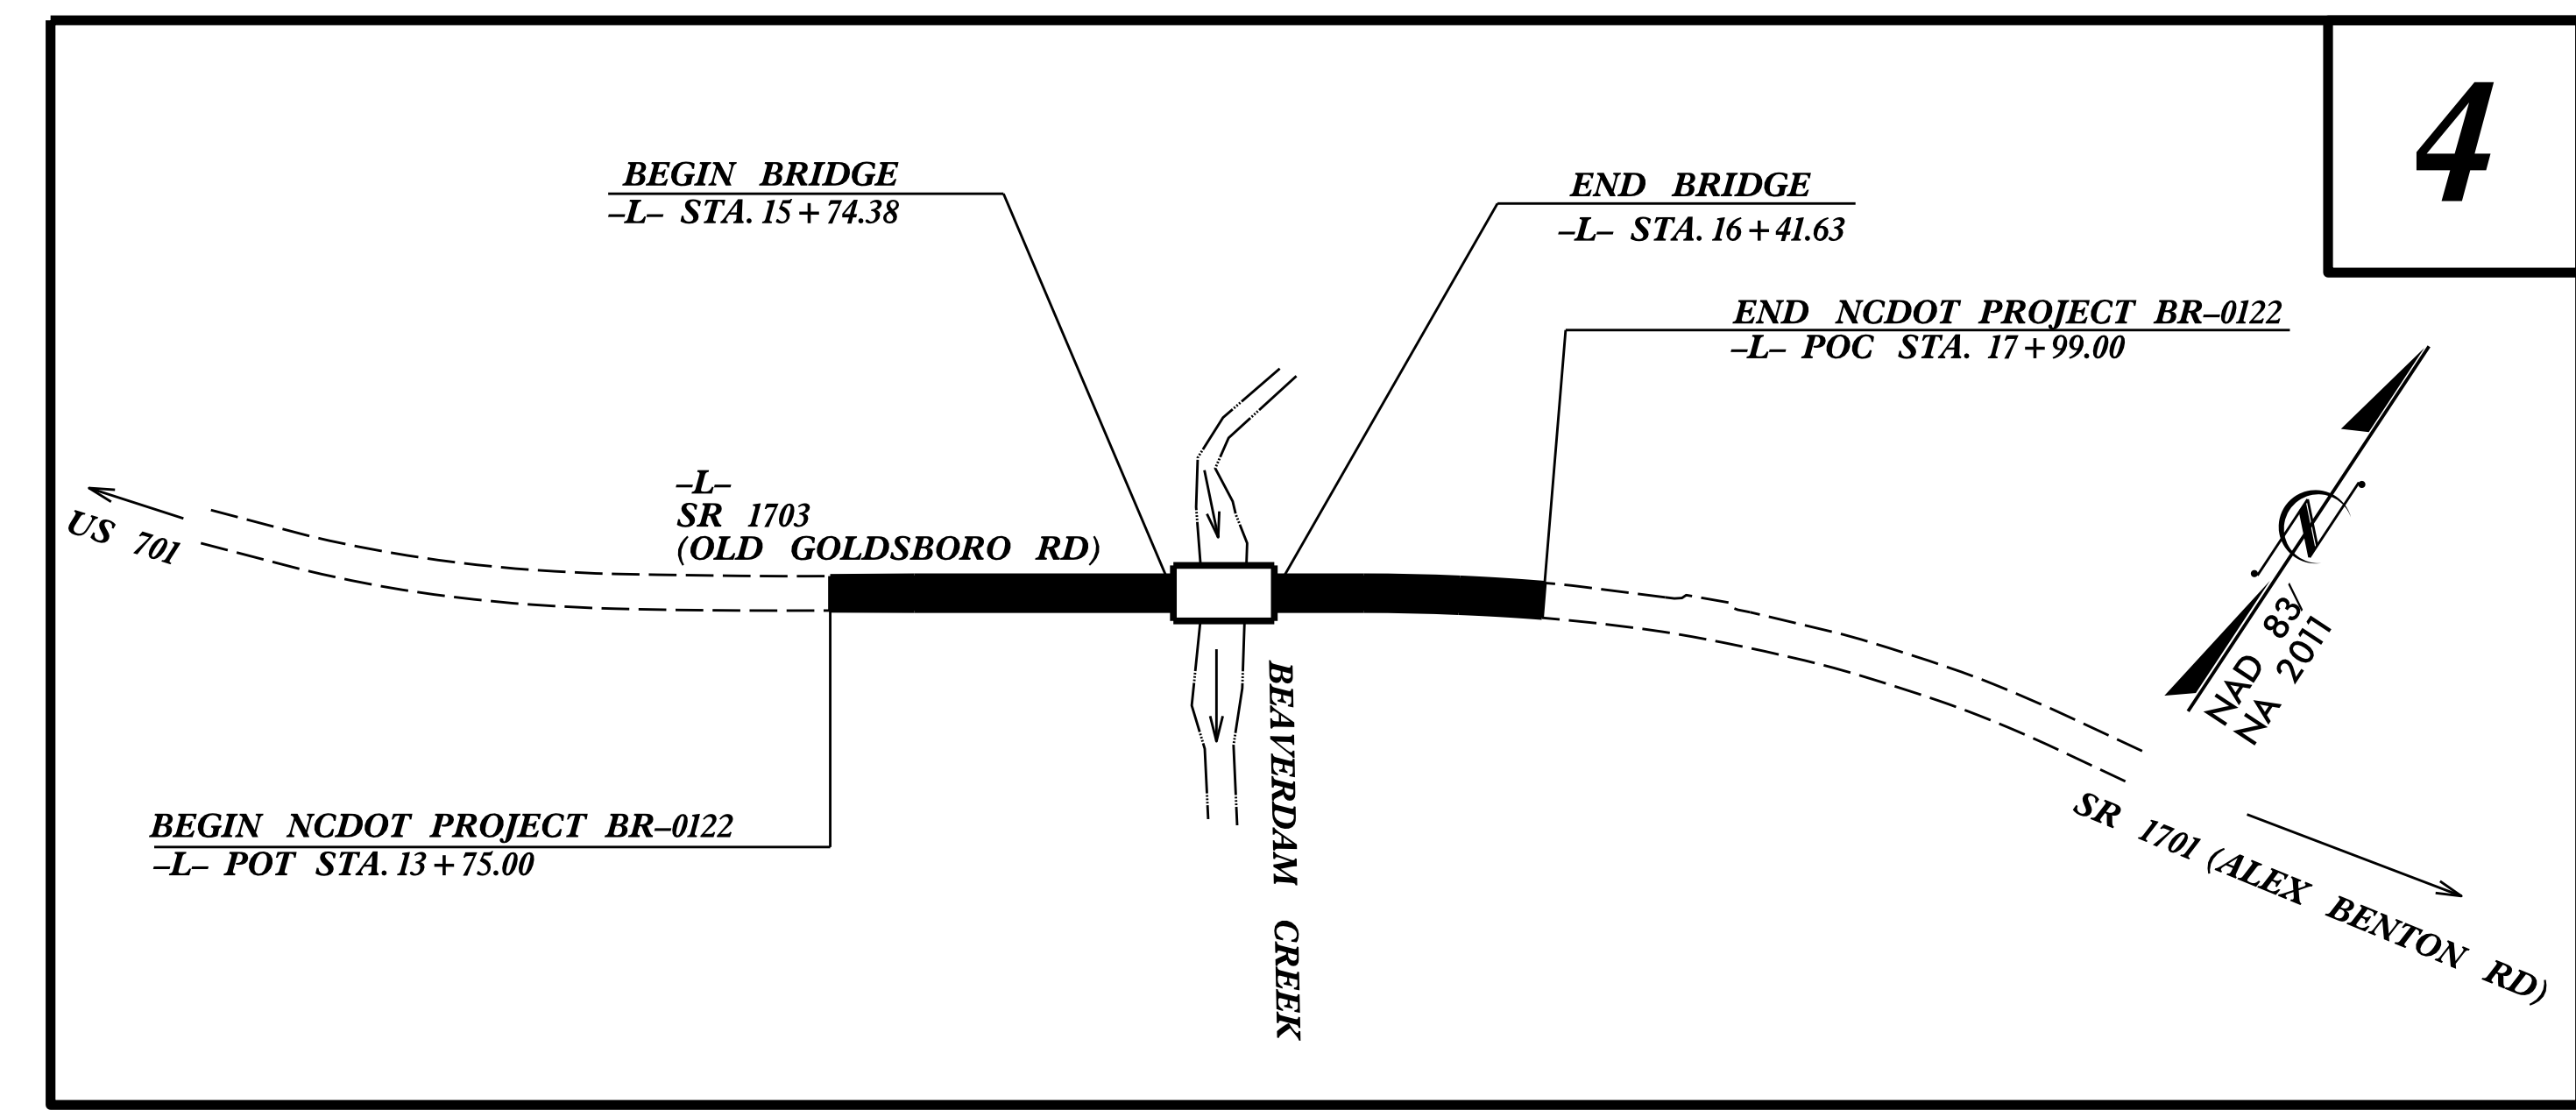 4
BEGIN BRIDGE
–L– STA. 15+74.38
END BRIDGE
–L– STA. 16+41.63
END NCDOT PROJECT BR–0122
–L– POC STA. 17+99.00
–L–
SR 1703
(OLD GOLDSBORO RD)
US 701
N
NAD 83/
NA 2011
BEAVERDAM CREEK
BEGIN NCDOT PROJECT BR–0122
–L– POT STA. 13+75.00
SR 1701 (ALEX BENTON RD)